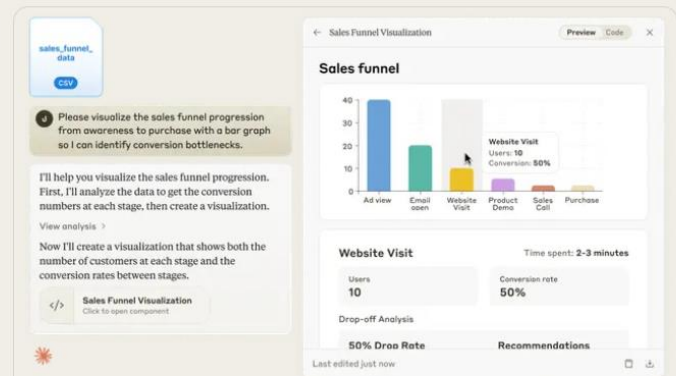 sales_funnel_
data
CSV
J
Please visualize the sales funnel progression
from awareness to purchase with a bar graph
so I can identify conversion bottlenecks.
I'll help you visualize the sales funnel progression.
First, I'll analyze the data to get the conversion
numbers at each stage, then create a visualization.
View analysis >
Now I'll create a visualization that shows both the
number of customers at each stage and the
conversion rates between stages.
</> Sales Funnel Visualization
Click to open component
← Sales Funnel Visualization Preview Code ×
Sales funnel
40
30
20
10
0
Website Visit
Users: 10
Conversion: 50%
Ad view
Email
open
Website
Visit
Product
Demo
Sales
Call
Purchase
Website Visit Time spent: 2-3 minutes
Users
10
Conversion rate
50%
Drop-off Analysis
50% Drop Rate
Recommendations
Last edited just now